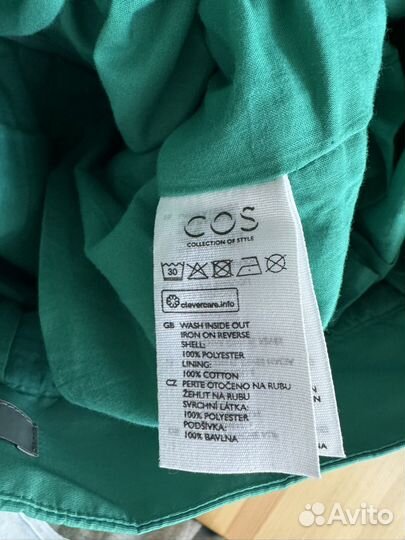 COS
COLLECTION OF STYLE
30
clevercare.info
GB WASH INSIDE OUT
IRON ON REVERSE
SHELL:
100% POLYESTER
LINING:
100% COTTON
CZ PERTE OTOČENO NA RUBU
ŽEHLIT NA RUBU
SVRCHNÍ LÁTKA:
100% POLYESTER
PODŠÍVKA:
100% BAVLNA
Avito